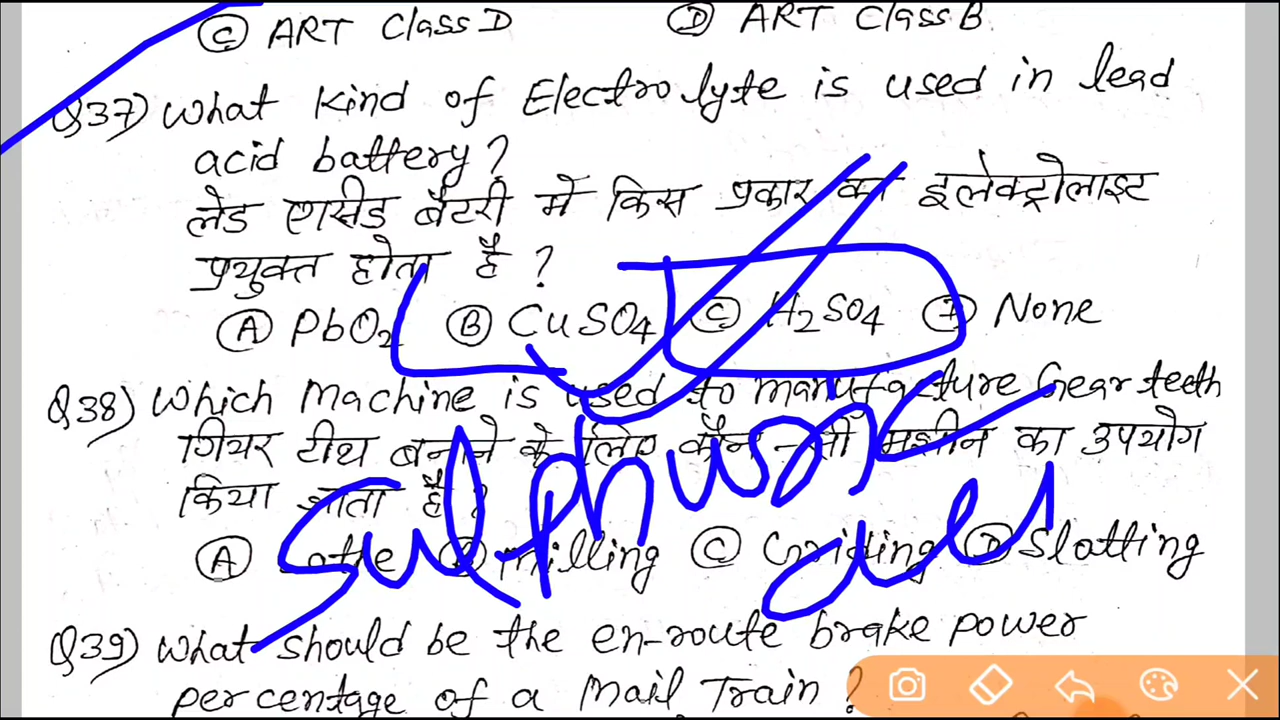 Ⓒ ART Class D Ⓓ ART Class B
Q37) What Kind of Electrolyte is used in lead
acid battery?
लेड एसीड बैटरी में किस प्रकार का इलेक्ट्रोलाइट
प्रयुक्त होता है ?
Ⓐ PbO2 Ⓑ CuSO4 Ⓒ H2SO4 Ⓓ None
Q38) Which Machine is used to manufacture Gear teeth
गियर टीथ बनाने के लिए कौन-सी मशीन का उपयोग
किया जाता है ?
Sulphuric
Ⓐ Lathe Ⓑ Milling Ⓒ Griding Ⓓ Slotting
Q39) What should be the en-route brake power
percentage of a Mail Train ?